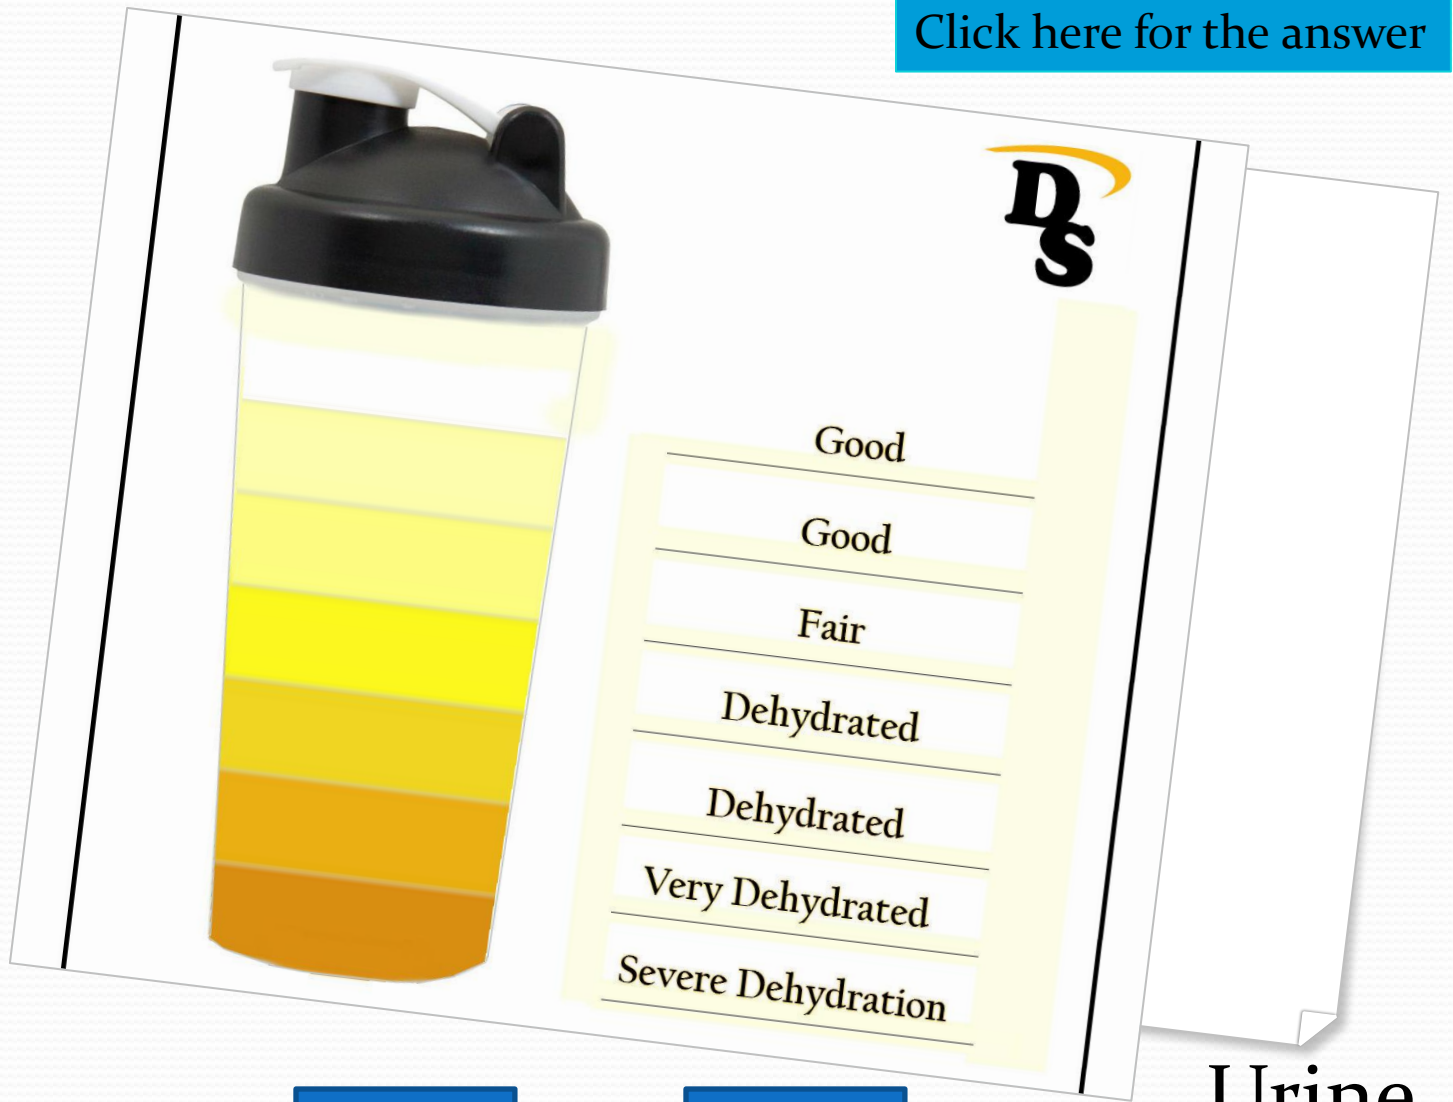 Click here for the answer
DS
Good
Good
Fair
Dehydrated
Dehydrated
Very Dehydrated
Severe Dehydration
Urine